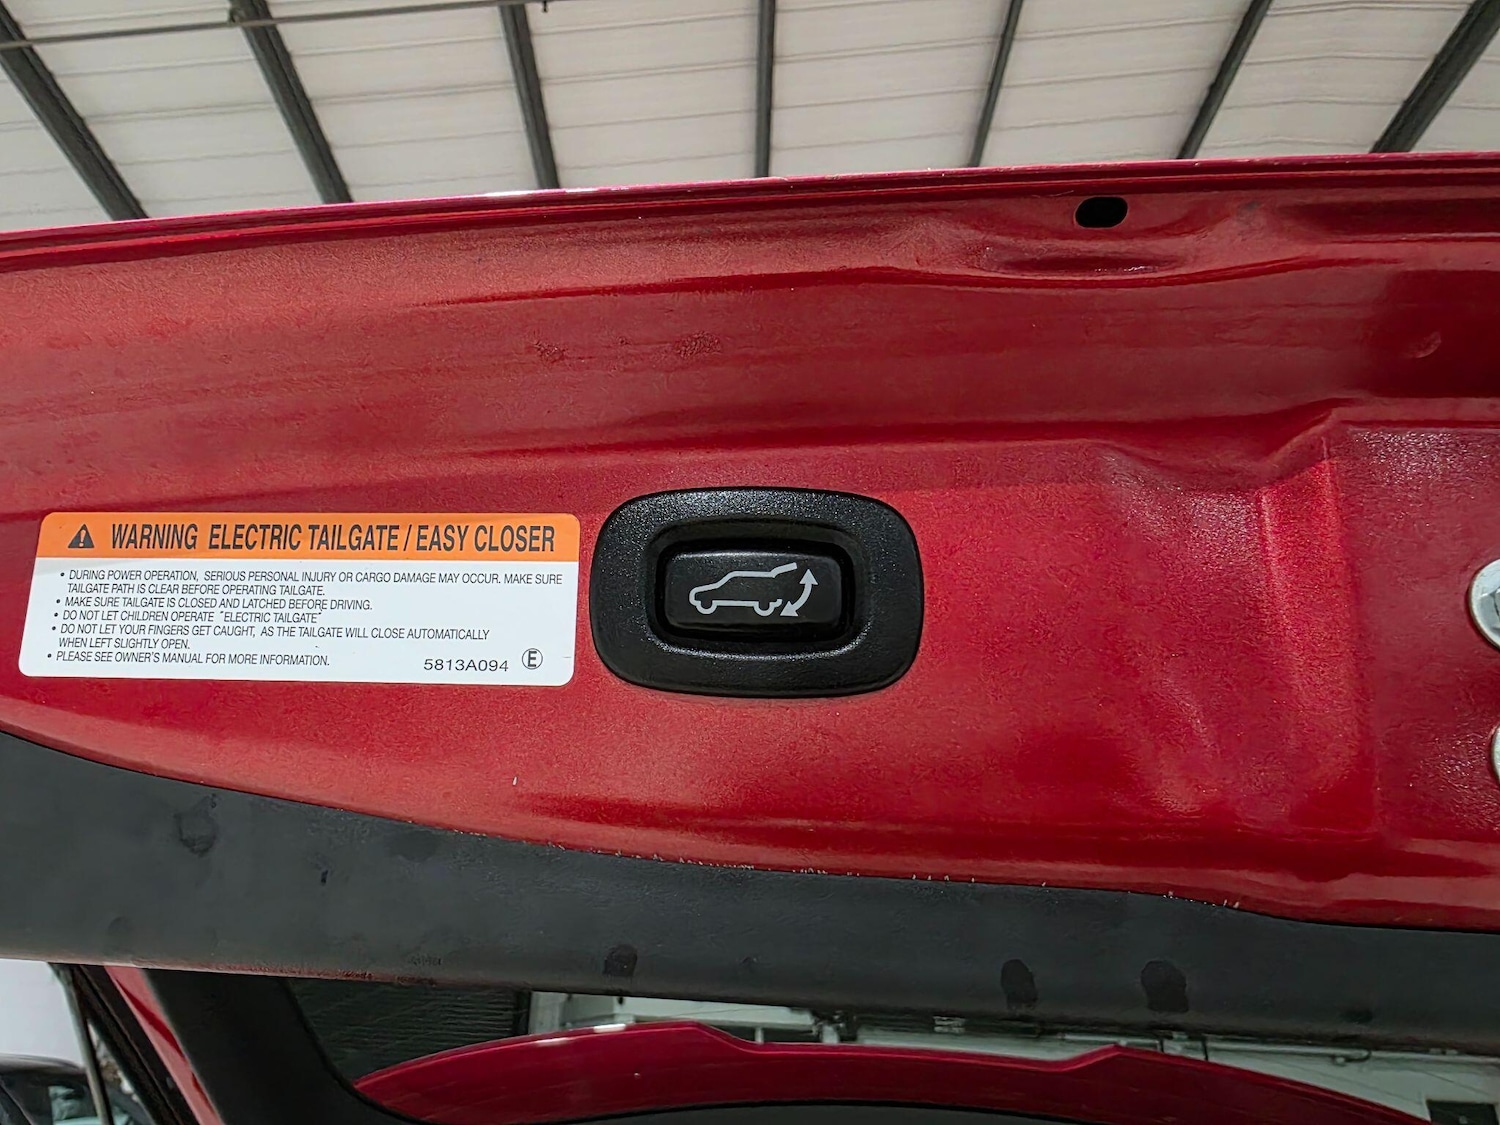 WARNING ELECTRIC TAILGATE / EASY CLOSER
• DURING POWER OPERATION, SERIOUS PERSONAL INJURY OR CARGO DAMAGE MAY OCCUR. MAKE SURE
TAILGATE PATH IS CLEAR BEFORE OPERATING TAILGATE.
• MAKE SURE TAILGATE IS CLOSED AND LATCHED BEFORE DRIVING.
• DO NOT LET CHILDREN OPERATE "ELECTRIC TAILGATE"
• DO NOT LET YOUR FINGERS GET CAUGHT, AS THE TAILGATE WILL CLOSE AUTOMATICALLY
WHEN LEFT SLIGHTLY OPEN.
• PLEASE SEE OWNER'S MANUAL FOR MORE INFORMATION.
5813A094 Ⓔ